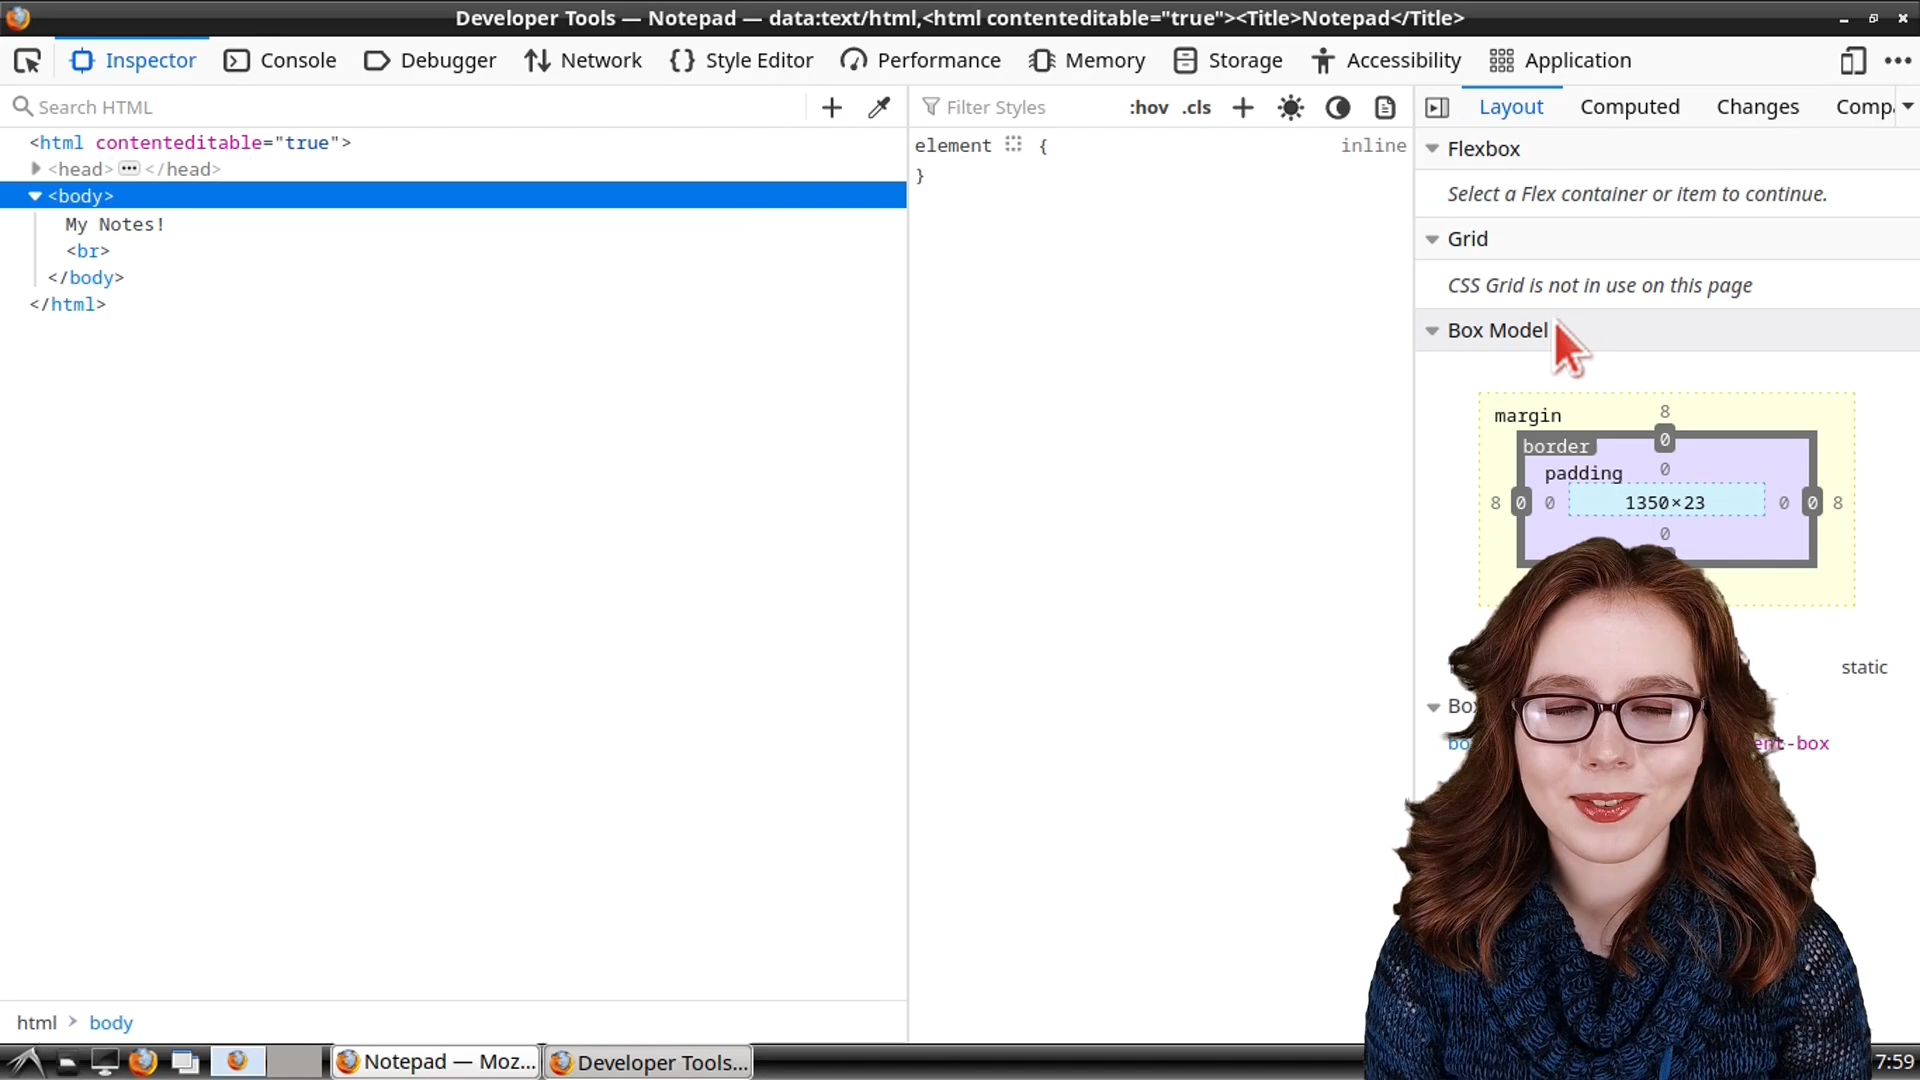 Developer Tools — Notepad — data:text/html,<html contenteditable="true"><Title>Notepad</Title>
Inspector Console Debugger Network Style Editor Performance Memory Storage Accessibility Application
Search HTML
Filter Styles :hov .cls
Layout Computed Changes
<html contenteditable="true">
<head> ••• </head>
<body>
My Notes!
<br>
</body>
</html>
element { inline
}
Flexbox
Select a Flex container or item to continue.
Grid
CSS Grid is not in use on this page
Box Model
margin 8
border 0
padding 0
8 0 0 1350×23 0 0 8
0
static
html > body
Notepad — Moz...
Developer Tools...
7:59